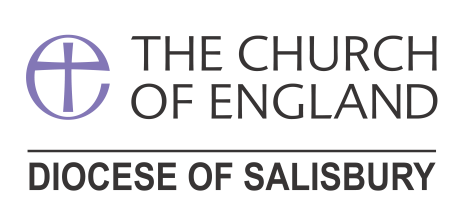 THE CHURCH
OF ENGLAND
DIOCESE OF SALISBURY